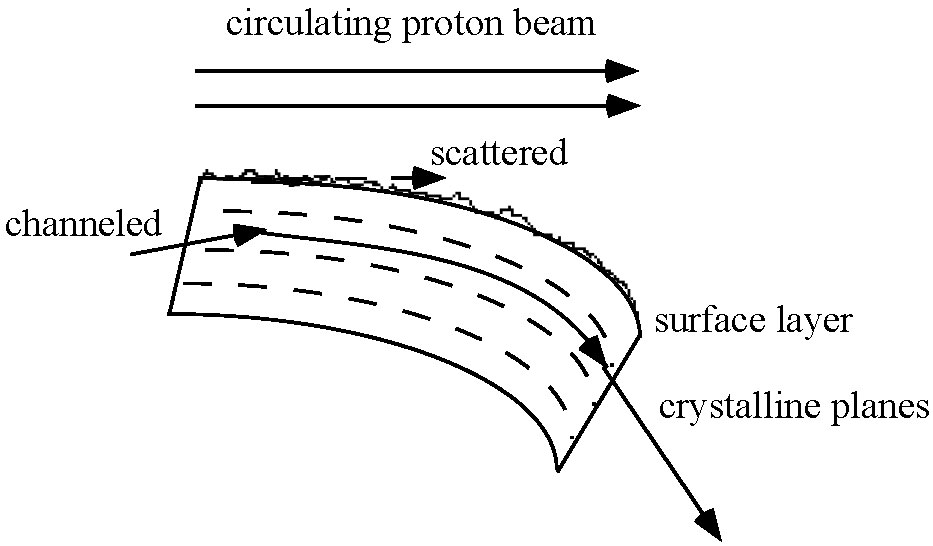 circulating proton beam
scattered
channeled
surface layer
crystalline planes